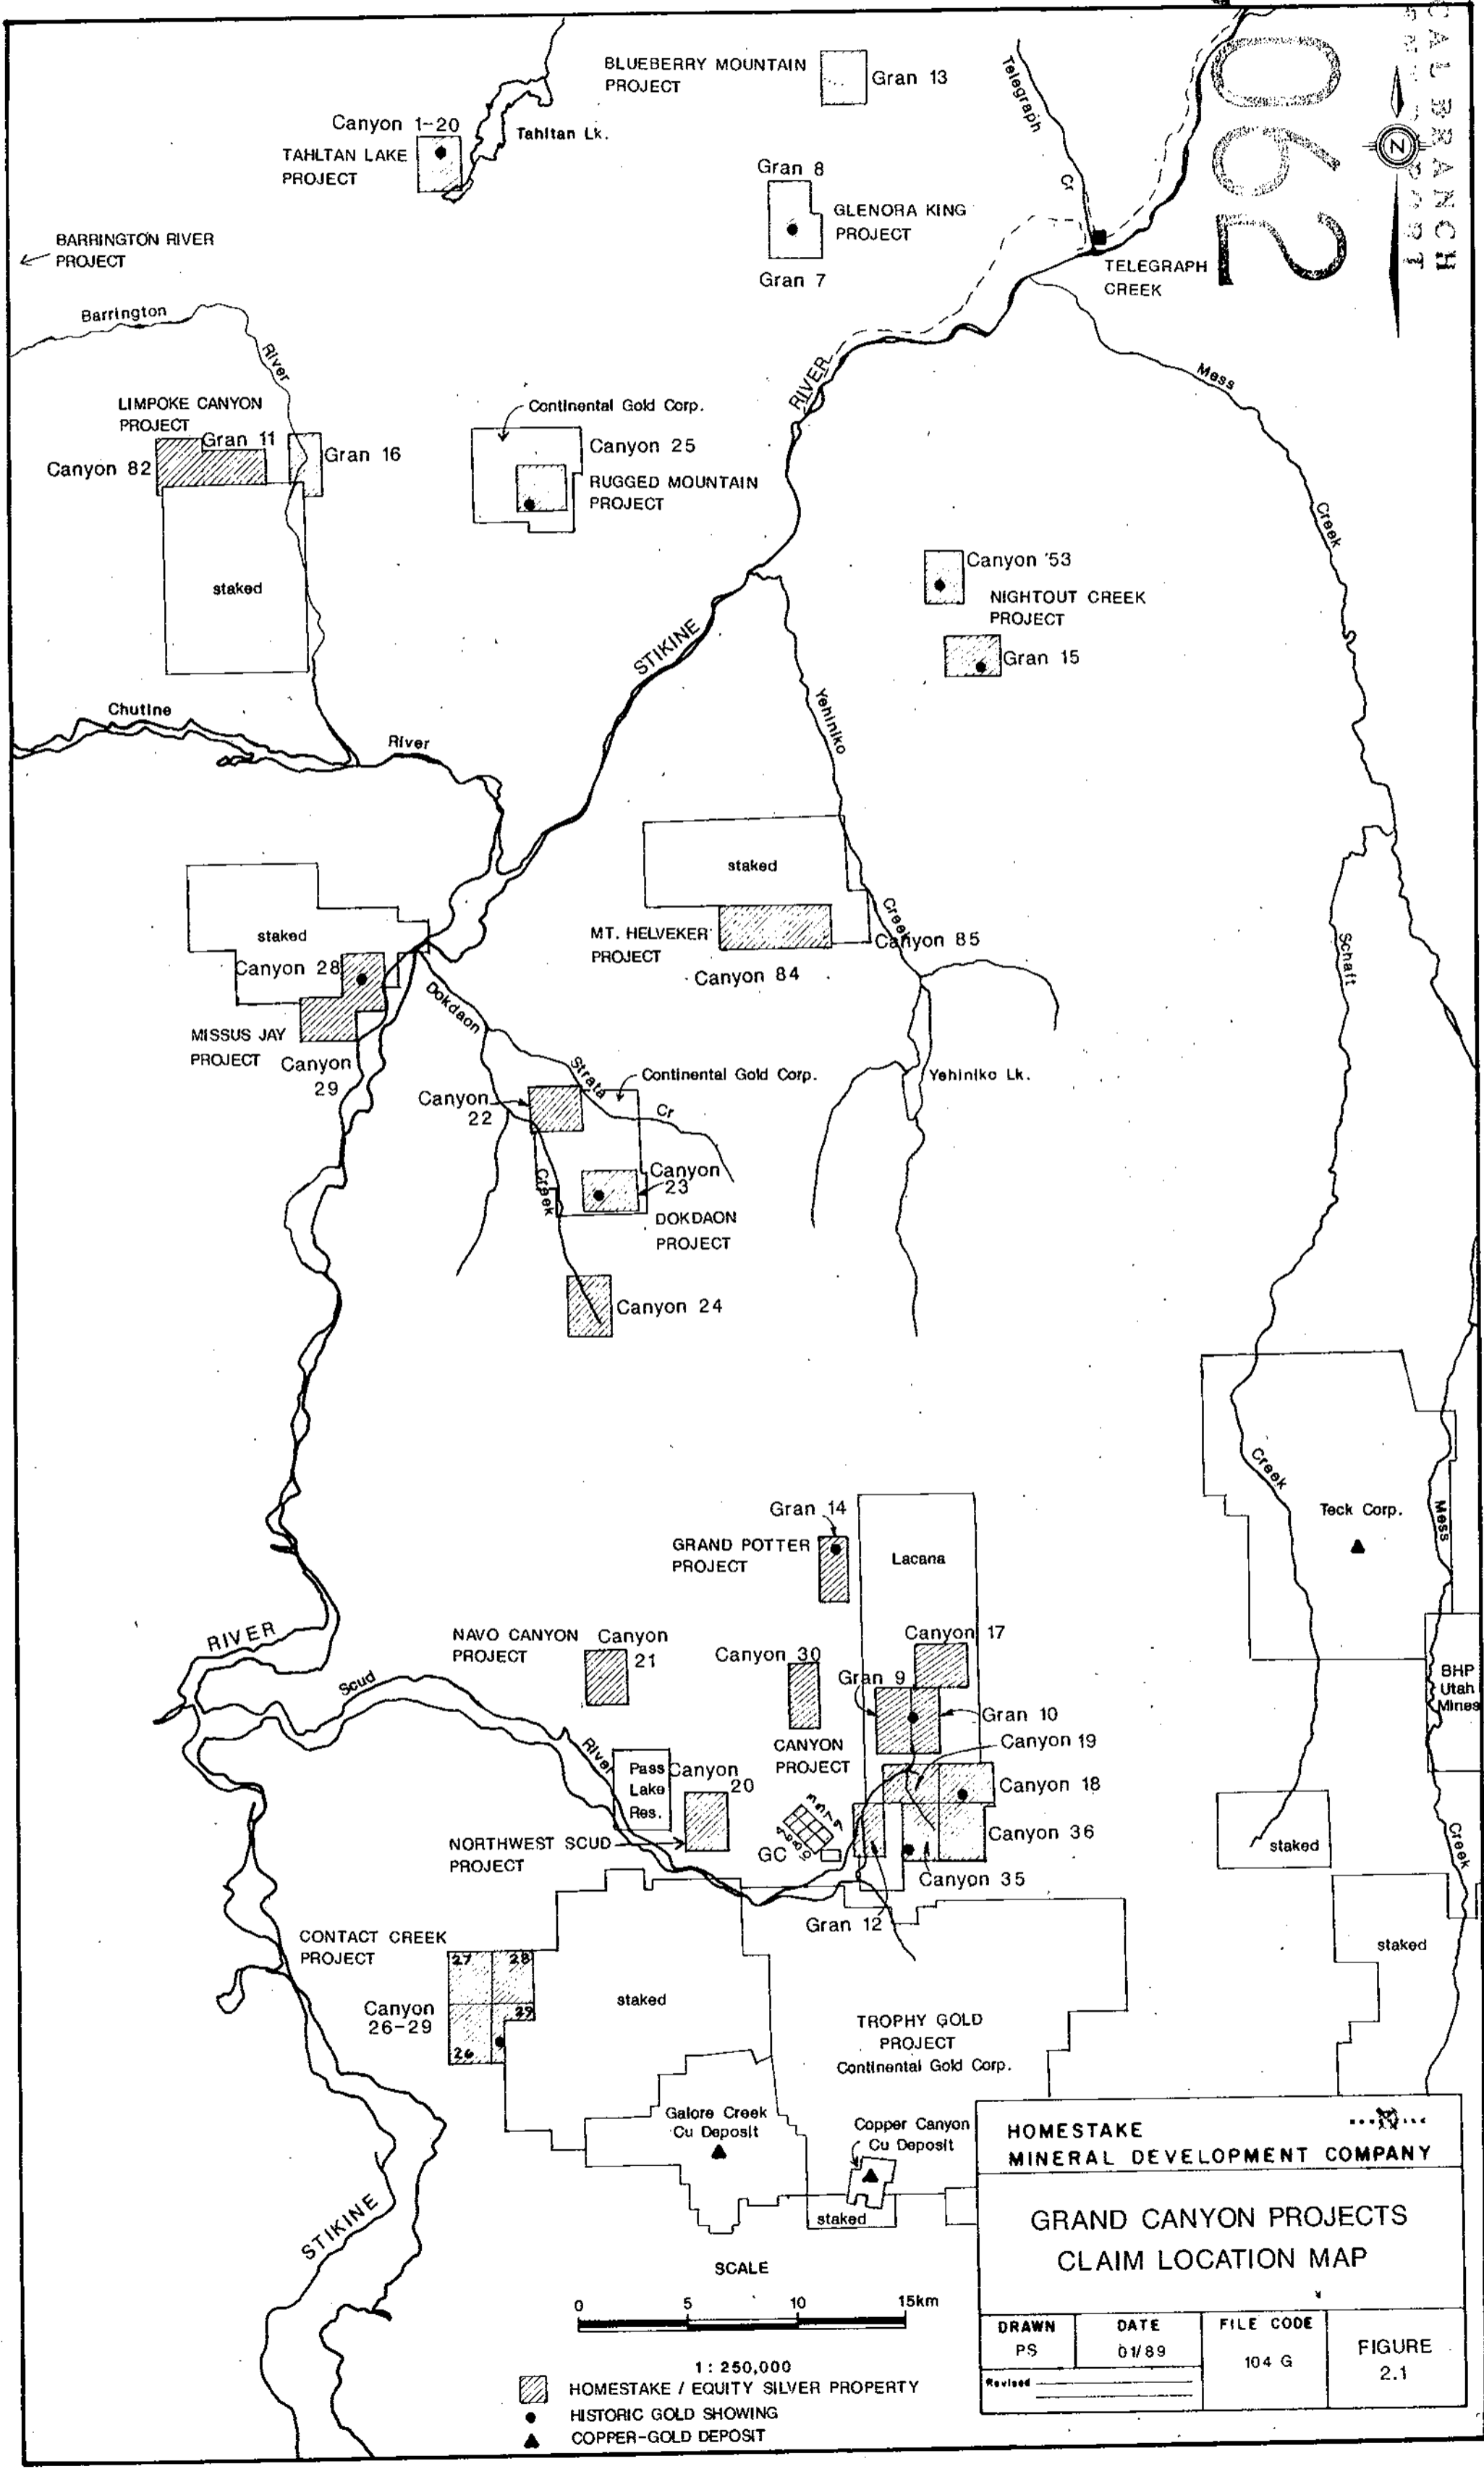 CAL BRANCH
062
BLUEBERRY MOUNTAIN
PROJECT
Gran 13
Telegraph
Cr
Canyon 1-20
TAHLTAN LAKE
PROJECT
Tahltan Lk.
Gran 8
GLENORA KING
PROJECT
Gran 7
N
BARRINGTON RIVER
PROJECT
TELEGRAPH
CREEK
Barrington
River
Mess
Creek
LIMPOKE CANYON
PROJECT
Gran 11
Canyon 82
Gran 16
Continental Gold Corp.
Canyon 25
RUGGED MOUNTAIN
PROJECT
RIVER
staked
Canyon 53
NIGHTOUT CREEK
PROJECT
Gran 15
STIKINE
Yehiniko
Creek
Chutine
River
staked
MT. HELVEKER
PROJECT
Canyon 85
Canyon 84
staked
Canyon 28
MISSUS JAY
PROJECT
Canyon
29
Schaft
Dokdaon
Strata
Cr
Continental Gold Corp.
Yehiniko Lk.
Canyon
22
Creek
Canyon
23
DOKDAON
PROJECT
Canyon 24
Creek
Teck Corp.
Mess
Gran 14
GRAND POTTER
PROJECT
Lacana
RIVER
NAVO CANYON
PROJECT
Canyon
21
Canyon 30
Canyon 17
Gran 9
Gran 10
BHP
Utah
Mines
Scud
River
CANYON
PROJECT
Canyon 19
Canyon 18
Pass
Lake
Res.
Canyon
20
NORTHWEST SCUD
PROJECT
GC
Canyon 36
Canyon 35
Gran 12
staked
Creek
CONTACT CREEK
PROJECT
27
28
29
26
Canyon
26-29
staked
staked
TROPHY GOLD
PROJECT
Continental Gold Corp.
Galore Creek
Cu Deposit
Copper Canyon
Cu Deposit
staked
STIKINE
HOMESTAKE
MINERAL DEVELOPMENT COMPANY
GRAND CANYON PROJECTS
CLAIM LOCATION MAP
DRAWN
PS
DATE
01/89
FILE CODE
104 G
FIGURE
2.1
Revised
SCALE
0 5 10 15km
1 : 250,000
HOMESTAKE / EQUITY SILVER PROPERTY
HISTORIC GOLD SHOWING
COPPER-GOLD DEPOSIT